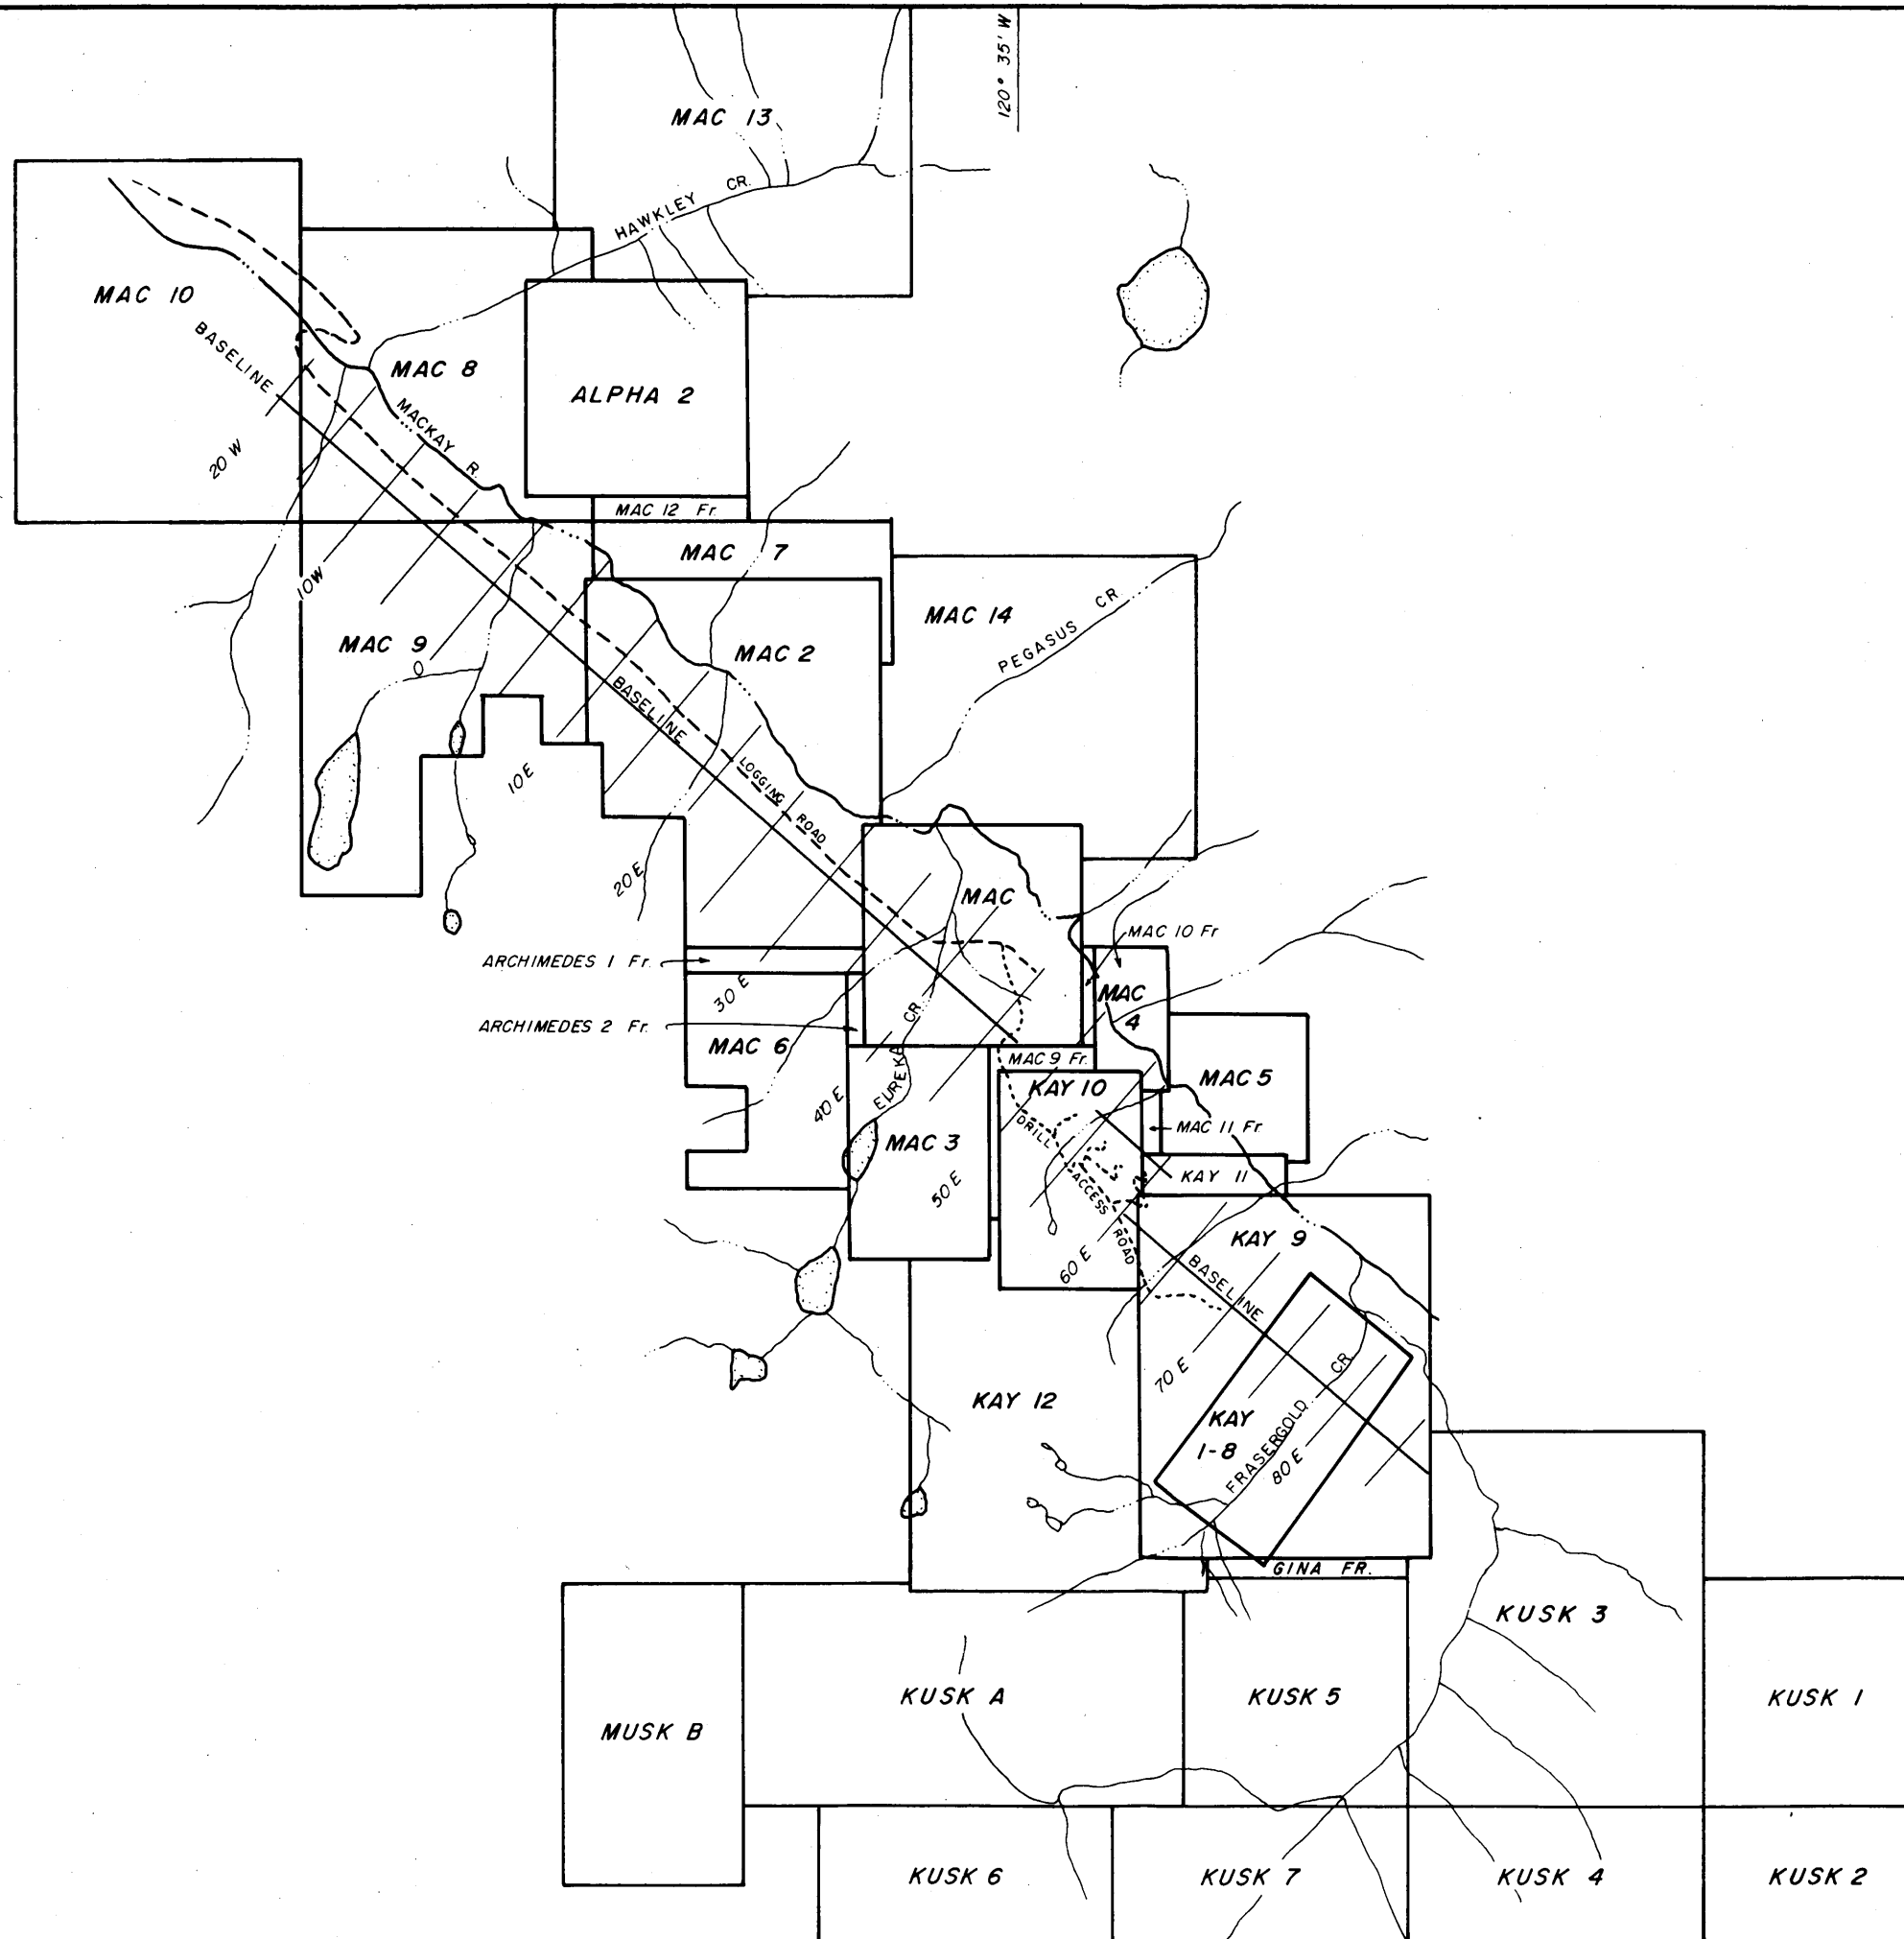 120° 35' W
MAC 13
HAWKLEY CR.
MAC 10
BASELINE
MAC 8
ALPHA 2
MACKAY R.
20 W
MAC 12 Fr.
MAC 7
10W
MAC 14
PEGASUS CR.
MAC 9
0
MAC 2
BASELINE
10E
LOGGING ROAD
20E
MAC
MAC 10 Fr
ARCHIMEDES 1 Fr.
30 E
MAC 4
ARCHIMEDES 2 Fr.
EUREKA CR.
MAC 6
MAC 9 Fr.
KAY 10
MAC 5
40 E
DRILL ACCESS ROAD
MAC 11 Fr
MAC 3
KAY 11
50 E
KAY 9
60 E
BASELINE
70 E
KAY 12
KAY 1-8
FRASERGOLD CR.
80 E
GINA FR.
KUSK 3
KUSK A
KUSK 5
KUSK 1
MUSK B
KUSK 6
KUSK 7
KUSK 4
KUSK 2